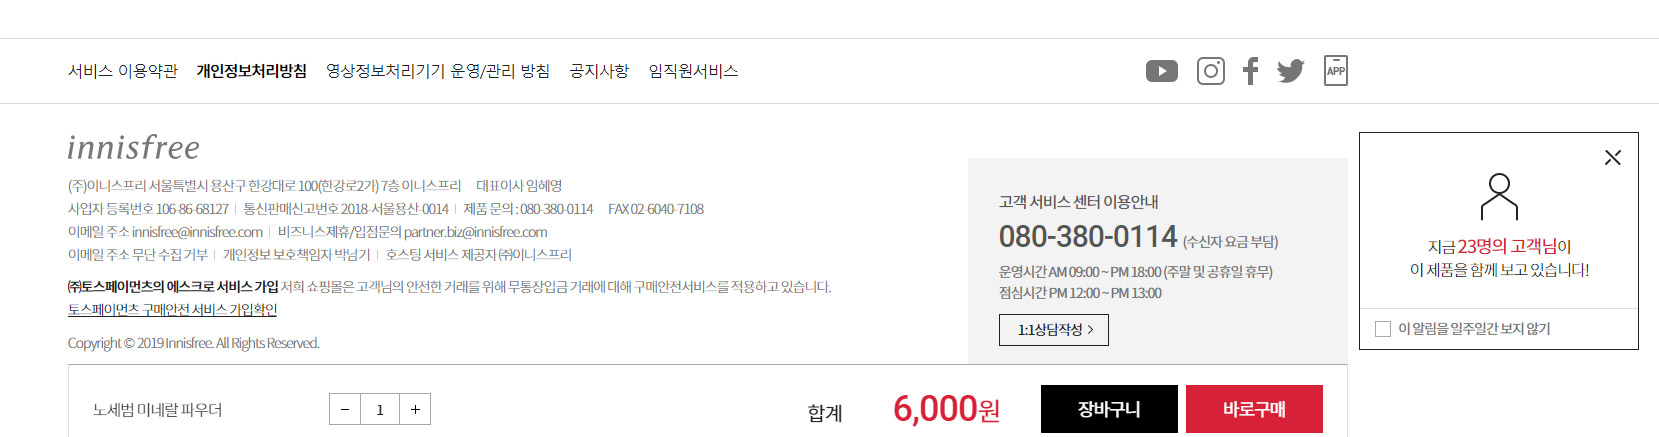 서비스 이용약관 개인정보처리방침 영상정보처리기기 운영/관리 방침 공지사항 임직원서비스
APP
innisfree
(주)이니스프리 서울특별시 용산구 한강대로 100(한강로2가) 7층 이니스프리 대표이사 임혜영
사업자 등록번호 106-86-68127 | 통신판매신고번호 2018-서울용산-0014 | 제품 문의 : 080-380-0114 FAX 02-6040-7108
이메일 주소 innisfree@innisfree.com | 비즈니스제휴/입점문의 partner.biz@innisfree.com
이메일 주소 무단 수집 거부 | 개인정보 보호책임자 박남기 | 호스팅 서비스 제공자 ㈜이니스프리
㈜토스페이먼츠의 에스크로 서비스 가입 저희 쇼핑몰은 고객님의 안전한 거래를 위해 무통장입금 거래에 대해 구매안전서비스를 적용하고 있습니다.
토스페이먼츠 구매안전 서비스 가입확인
Copyright © 2019 Innisfree. All Rights Reserved.
고객 서비스 센터 이용안내
080-380-0114 (수신자 요금 부담)
운영시간 AM 09:00 ~ PM 18:00 (주말 및 공휴일 휴무)
점심시간 PM 12:00 ~ PM 13:00
1:1상담작성 >
지금 23명의 고객님이
이 제품을 함께 보고 있습니다!
이 알림을 일주일간 보지 않기
노세범 미네랄 파우더 - 1 + 합계 6,000원 장바구니 바로구매